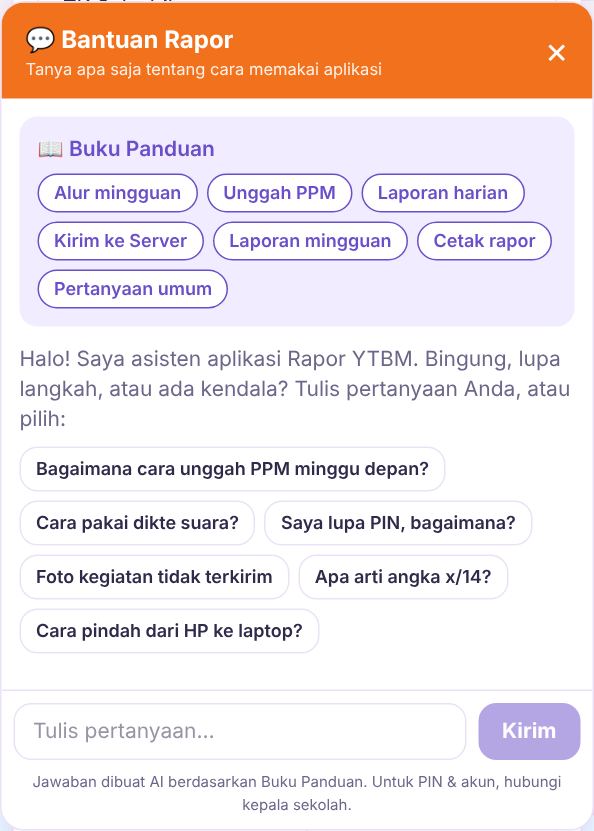 💬 Bantuan Rapor
Tanya apa saja tentang cara memakai aplikasi
✕
📖 Buku Panduan
Alur mingguan
Unggah PPM
Laporan harian
Kirim ke Server
Laporan mingguan
Cetak rapor
Pertanyaan umum
Halo! Saya asisten aplikasi Rapor YTBM. Bingung, lupa
langkah, atau ada kendala? Tulis pertanyaan Anda, atau
pilih:
Bagaimana cara unggah PPM minggu depan?
Cara pakai dikte suara?
Saya lupa PIN, bagaimana?
Foto kegiatan tidak terkirim
Apa arti angka x/14?
Cara pindah dari HP ke laptop?
Tulis pertanyaan...
Kirim
Jawaban dibuat AI berdasarkan Buku Panduan. Untuk PIN & akun, hubungi
kepala sekolah.